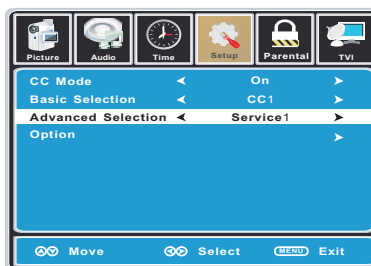 Picture Audio Time Setup Parental TVI
CC Mode On
Basic Selection CC1
Advanced Selection Service1
Option
Move Select MENU Exit